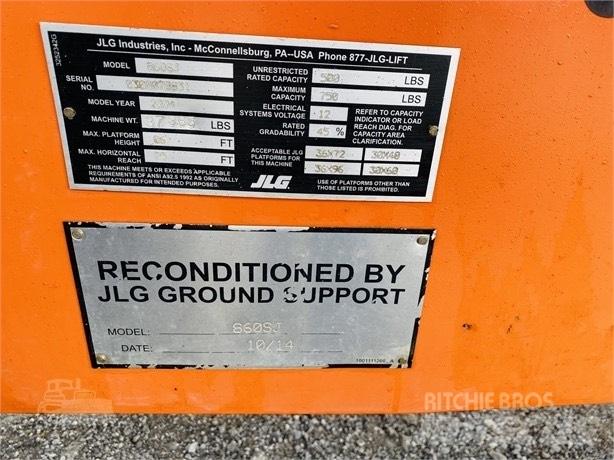 3252342G
JLG Industries, Inc - McConnellsburg, PA--USA Phone 877-JLG-LIFT
MODEL 860SJ
SERIAL NO.
MODEL YEAR
MACHINE WT. LBS
MAX. PLATFORM HEIGHT FT
MAX. HORIZONTAL REACH FT
THIS MACHINE MEETS OR EXCEEDS APPLICABLE
REQUIREMENTS OF ANSI A92.5 1992 AS ORIGINALLY
MANUFACTURED FOR INTENDED PURPOSES.
UNRESTRICTED RATED CAPACITY 500 LBS
MAXIMUM CAPACITY 750 LBS
ELECTRICAL SYSTEMS VOLTAGE 12
RATED GRADABILITY 45 %
REFER TO CAPACITY
INDICATOR OR LOAD
REACH DIAG. FOR
CAPACITY AREA
CLARIFICATION.
ACCEPTABLE JLG PLATFORMS FOR THIS MACHINE
36X72 30X48
36X96 30X60
JLG
USE OF PLATFORMS OTHER THAN
THOSE LISTED IS PROHIBITED.
RECONDITIONED BY
JLG GROUND SUPPORT
MODEL: 860SJ
DATE: 10/14
1001111266 A
RITCHIE BROS